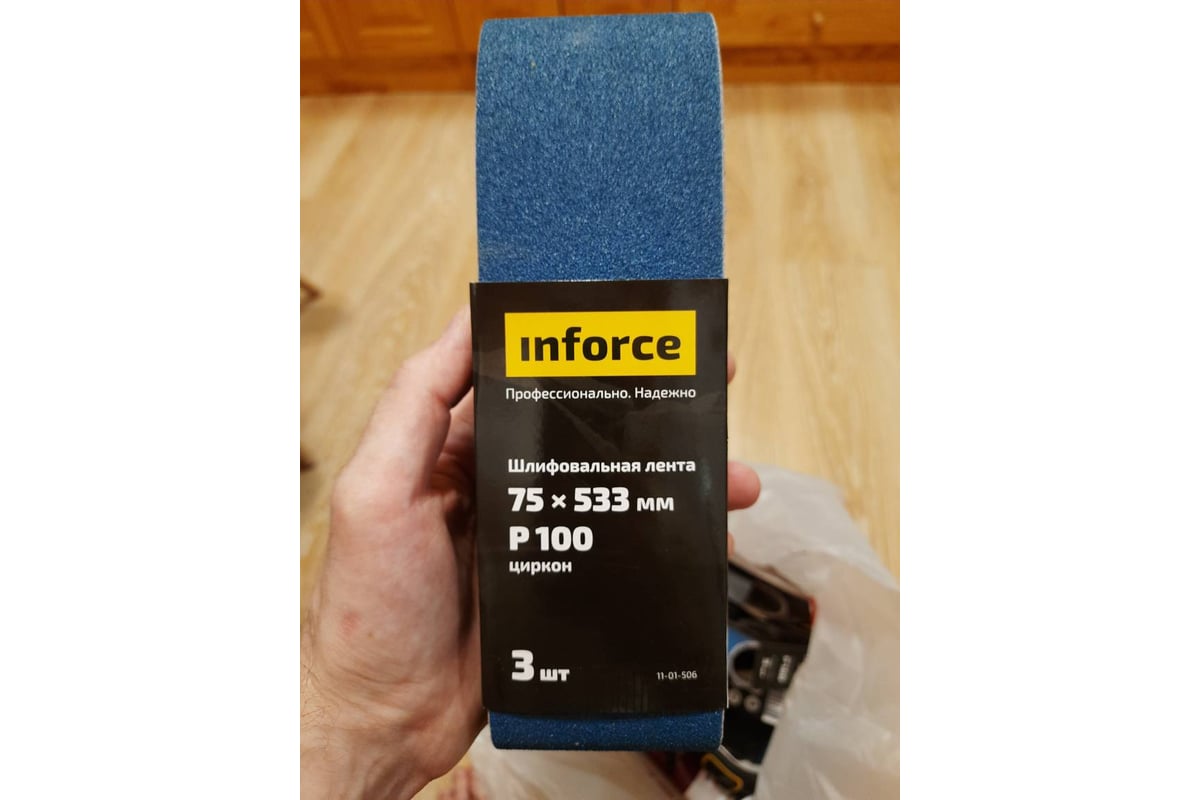 inforce
Профессионально. Надежно
Шлифовальная лента
75 × 533 мм
P 100
циркон
3 шт
11-01-506